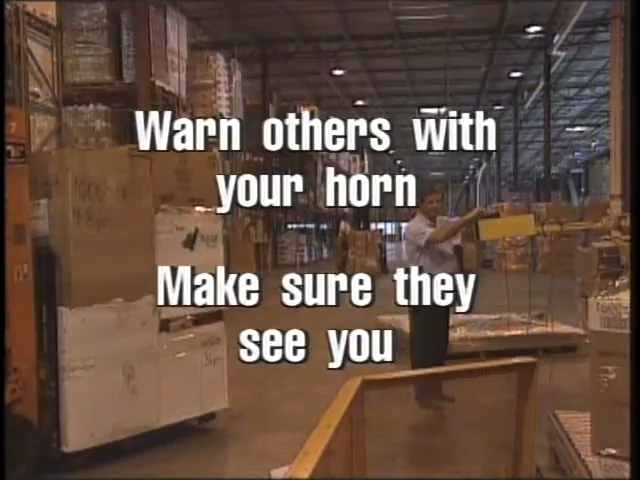 Warn others with
your horn
Make sure they
see you